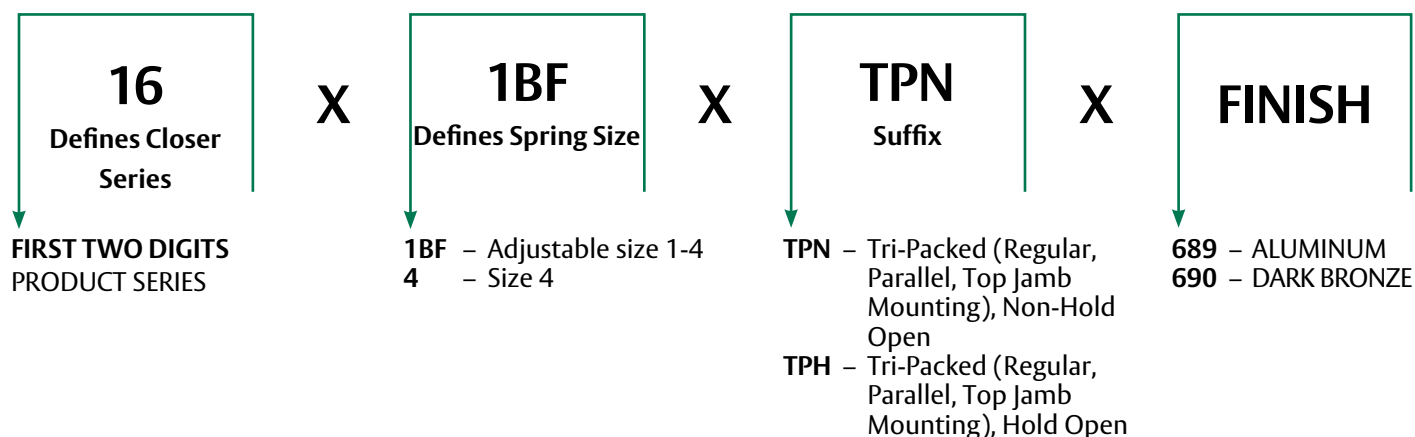 16
Defines Closer
Series
X
1BF
Defines Spring Size
X
TPN
Suffix
X
FINISH
FIRST TWO DIGITS
PRODUCT SERIES
1BF – Adjustable size 1-4
4 – Size 4
TPN – Tri-Packed (Regular,
Parallel, Top Jamb
Mounting), Non-Hold
Open
TPH – Tri-Packed (Regular,
Parallel, Top Jamb
Mounting), Hold Open
689 – ALUMINUM
690 – DARK BRONZE